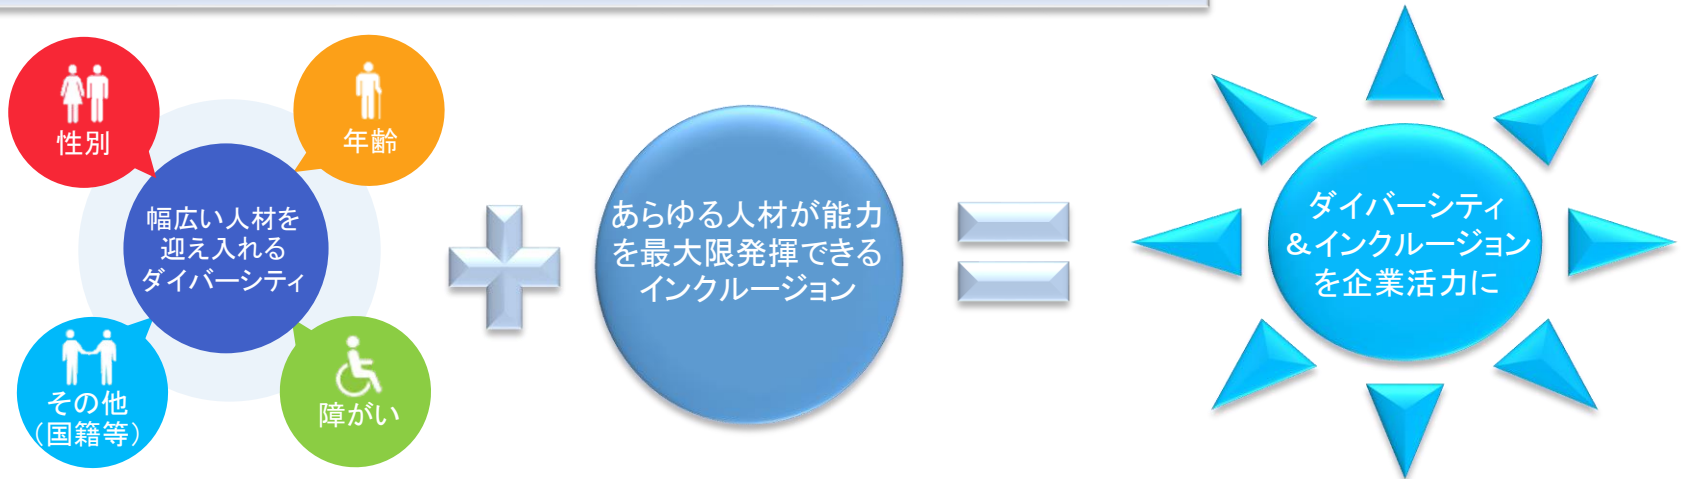 性別
年齢
幅広い人材を
迎え入れる
ダイバーシティ
その他
(国籍等)
障がい
あらゆる人材が能力
を最大限発揮できる
インクルージョン
ダイバーシティ
&インクルージョン
を企業活力に